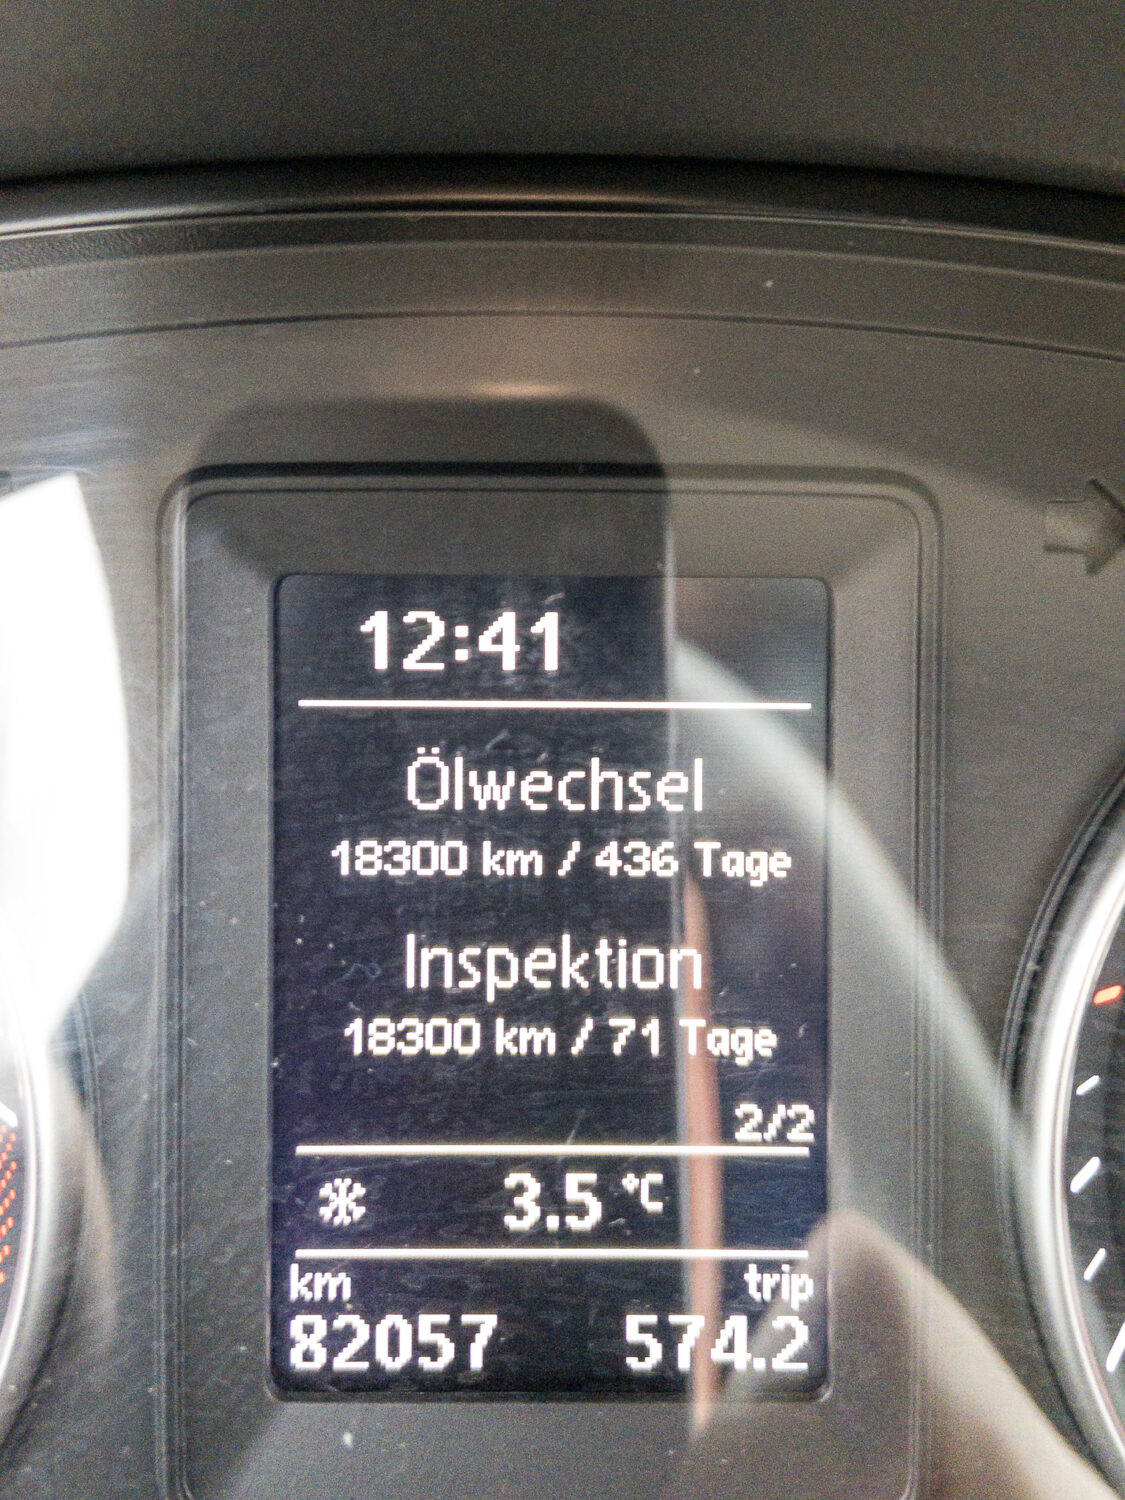 12:41
Ölwechsel
18300 km / 436 Tage
Inspektion
18300 km / 71 Tage
2/2
3.5 °C
km trip
82057 574.2